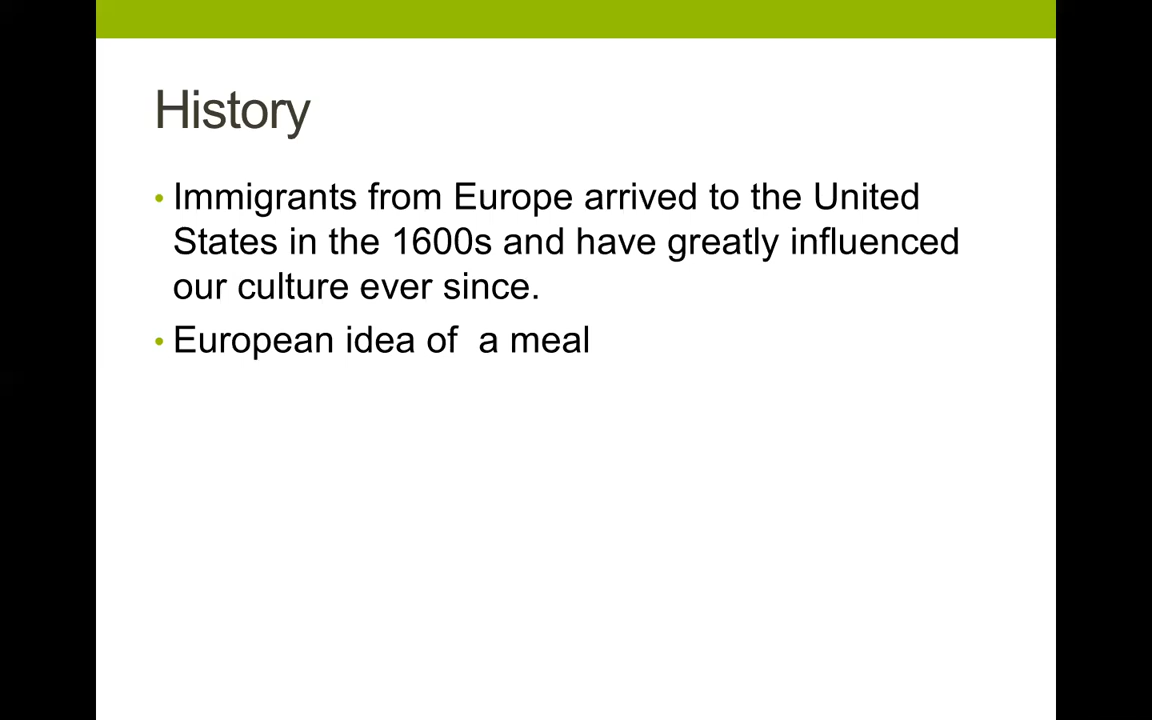 History
• Immigrants from Europe arrived to the United
States in the 1600s and have greatly influenced
our culture ever since.
• European idea of  a meal